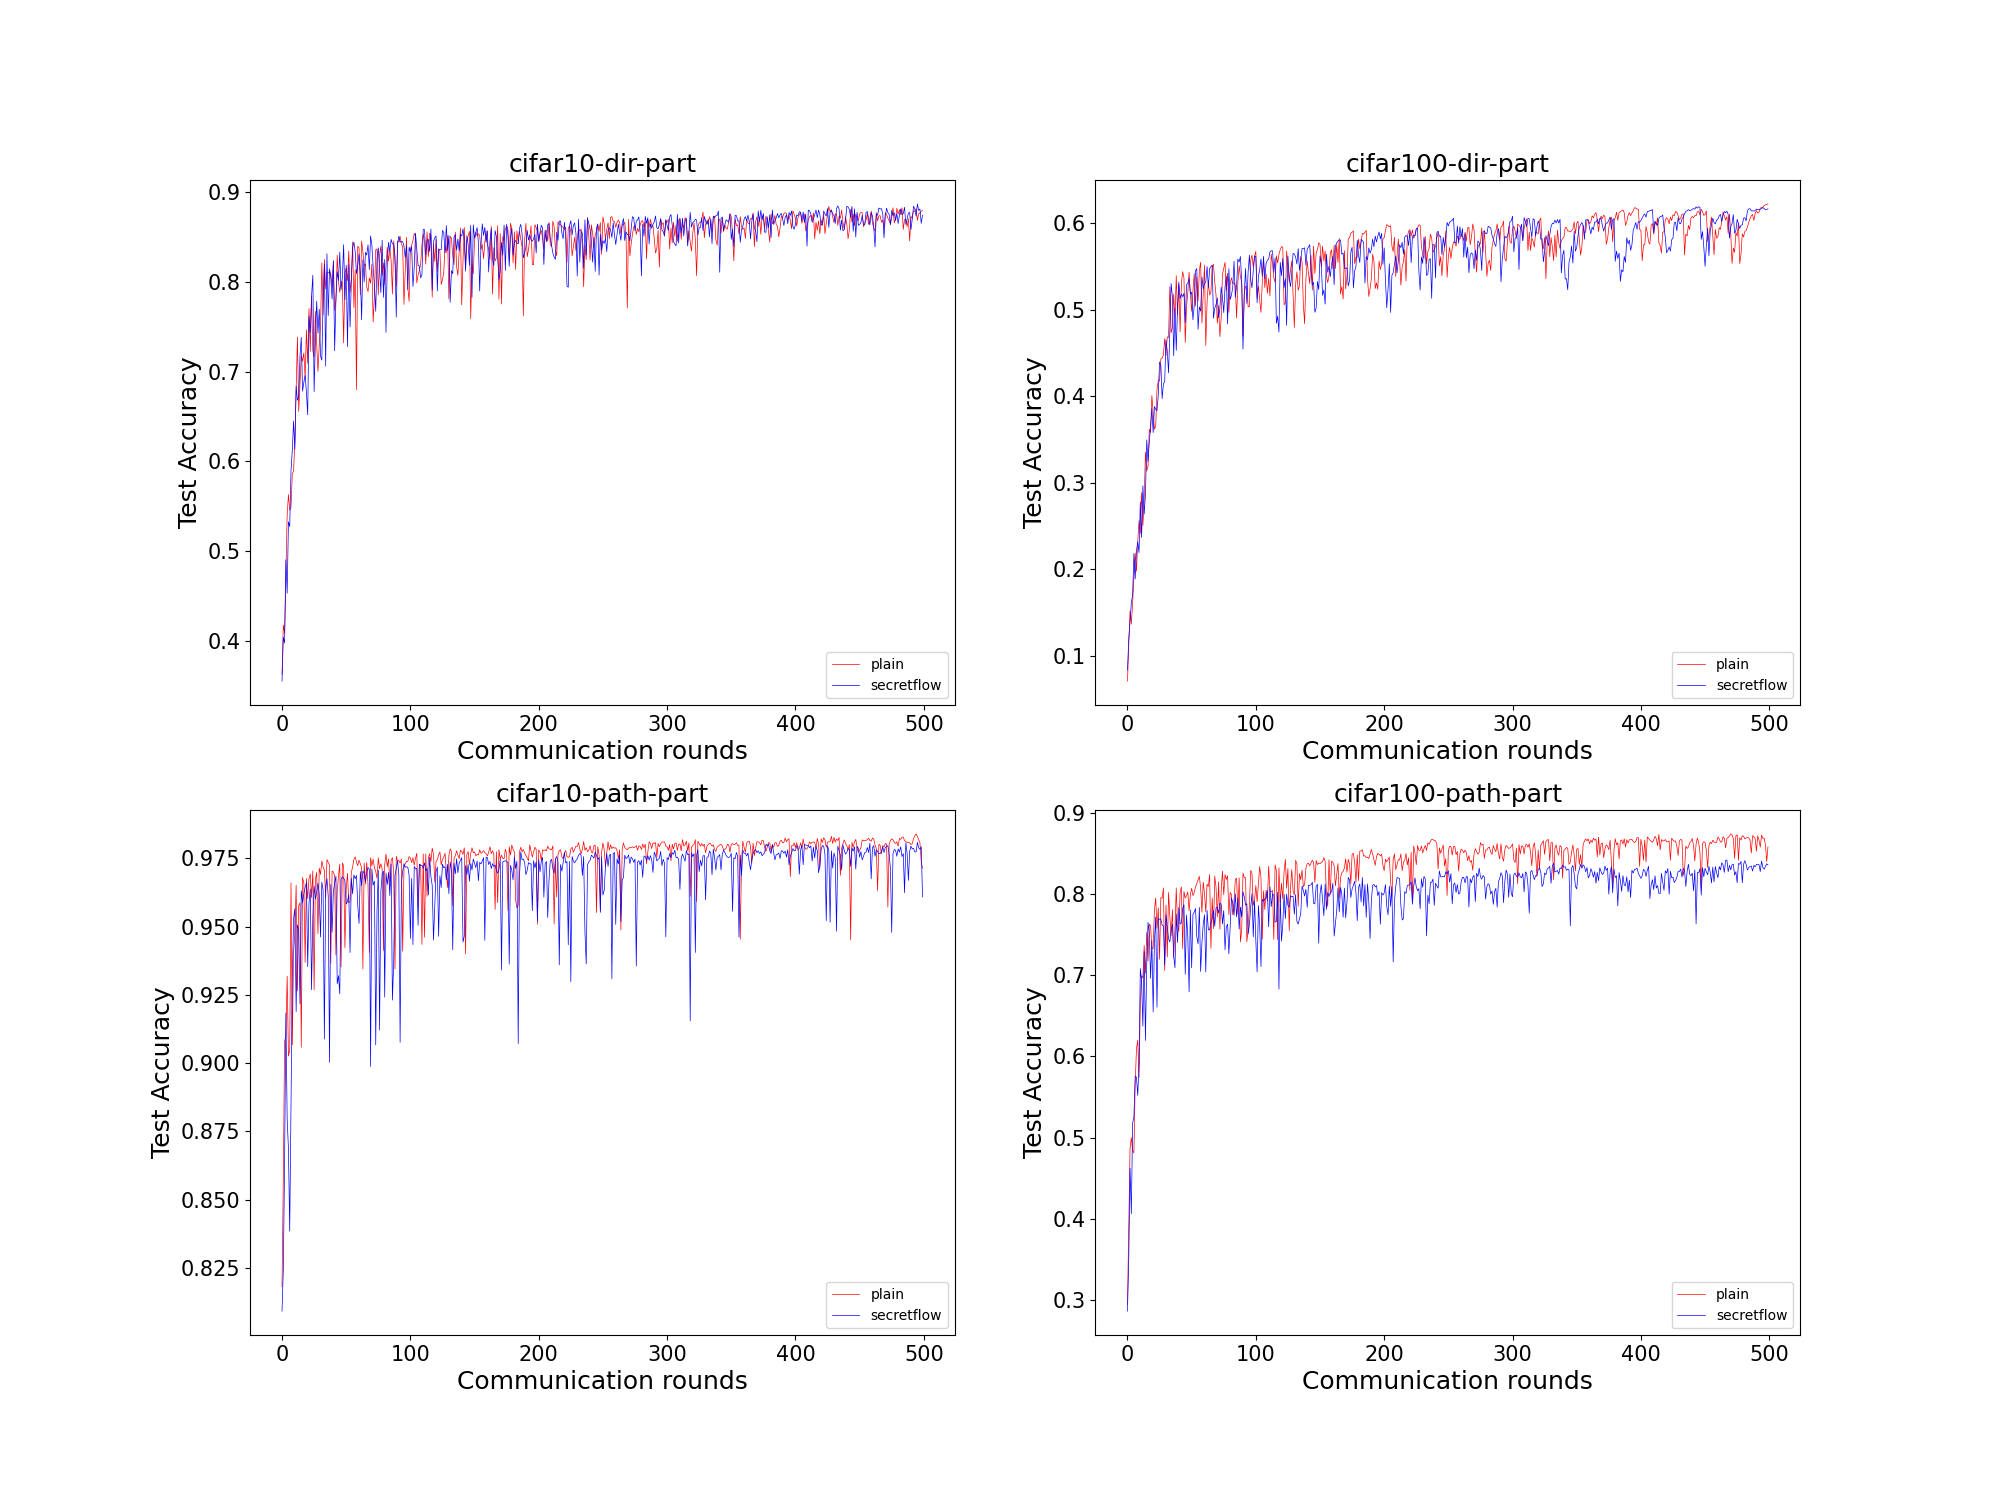 cifar10-dir-part
0.9
0.8
0.7
0.6
0.5
0.4
Test Accuracy
plain
secretflow
0 100 200 300 400 500
Communication rounds
cifar100-dir-part
0.6
0.5
0.4
0.3
0.2
0.1
Test Accuracy
plain
secretflow
0 100 200 300 400 500
Communication rounds
cifar10-path-part
0.975
0.950
0.925
0.900
0.875
0.850
0.825
Test Accuracy
plain
secretflow
0 100 200 300 400 500
Communication rounds
cifar100-path-part
0.9
0.8
0.7
0.6
0.5
0.4
0.3
Test Accuracy
plain
secretflow
0 100 200 300 400 500
Communication rounds